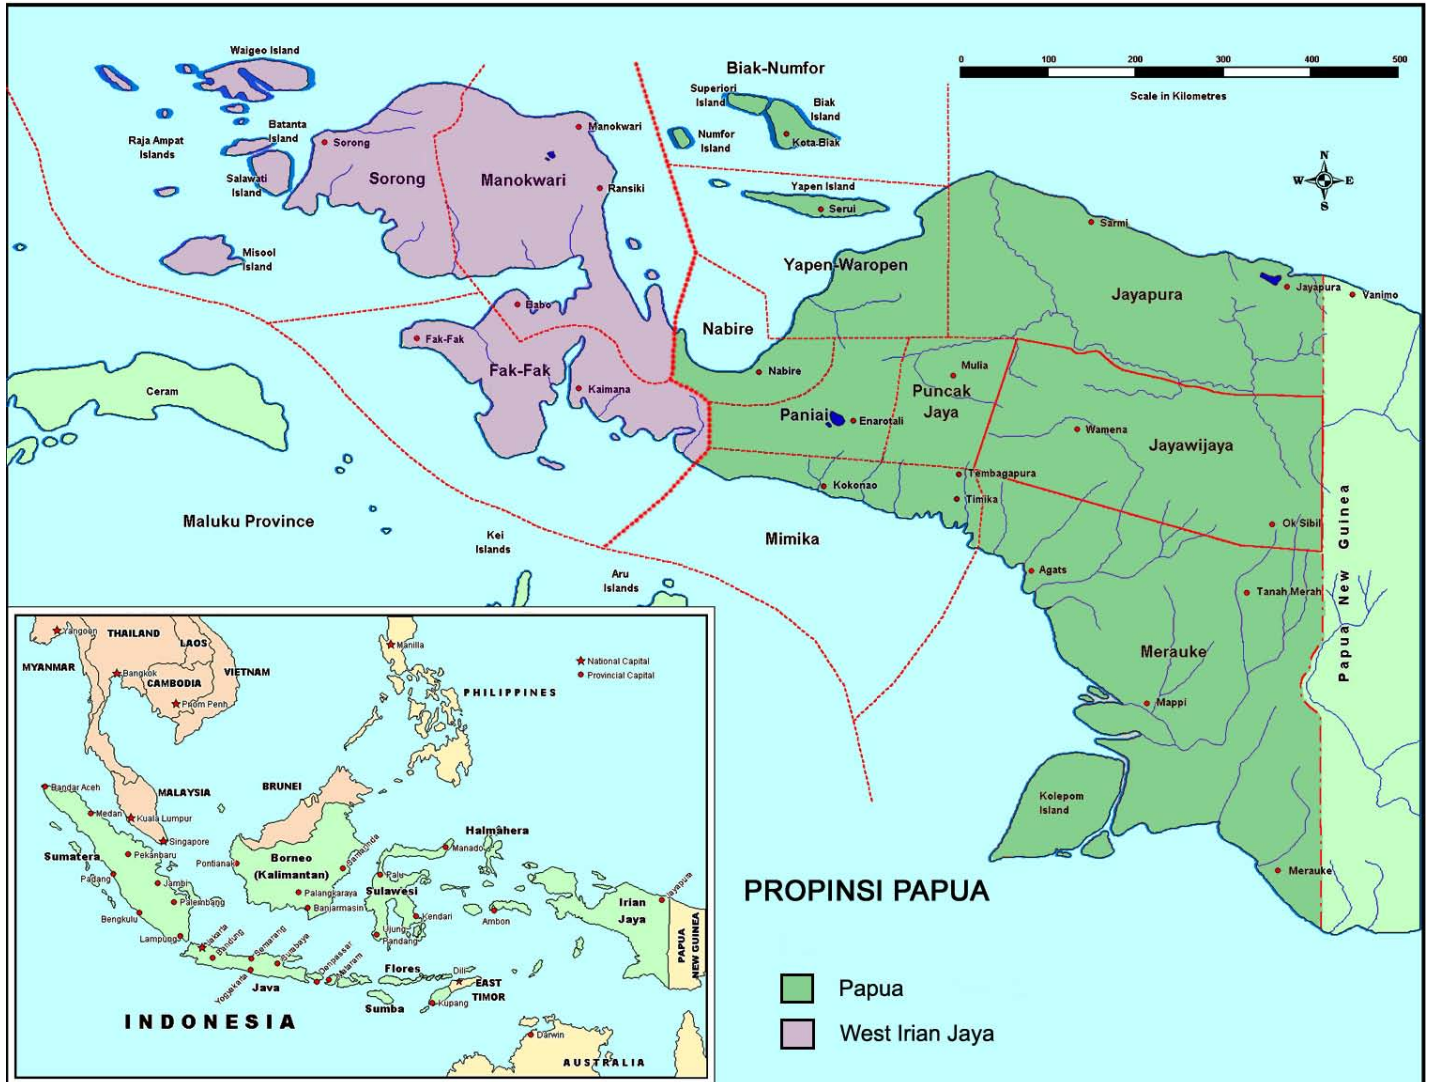 Waigeo Island
Biak-Numfor
Superiori
Island
Biak
Island
0 100 200 300 400 500
Scale in Kilometres
Batanta
Island
Manokwari
Numfor
Island
Kota-Biak
Raja Ampat
Islands
Sorong
N
W E
S
Salawati
Island
Sorong
Manokwari
Ransiki
Yapen Island
Serui
Sarmi
Misool
Island
Yapen-Waropen
Jayapura
Jayapura
Vanimo
Babo
Nabire
Fak-Fak
Fak-Fak
Nabire
Mulia
Kaimana
Puncak
Jaya
Ceram
Paniai
Enarotali
Wamena
Jayawijaya
Tembagapura
Kokonao
Timika
Maluku Province
Mimika
Ok Sibil
Kei
Islands
Aru
Islands
Agats
Tanah Merah
Papua New Guinea
Merauke
Mappi
Kolepom
Island
Merauke
PROPINSI PAPUA
Papua
West Irian Jaya
Yangoon
THAILAND
LAOS
Manilla
MYANMAR
VIETNAM
Bangkok
CAMBODIA
National Capital
Provincial Capital
PHILIPPINES
Pnom Penh
BRUNEI
Bandar Aceh
MALAYSIA
Medan
Kuala Lumpur
Singapore
Halmahera
Sumatera
Pekanbaru
Pontianak
Borneo
(Kalimantan)
Samarinda
Manado
Padang
Jambi
Palu
Sulawesi
Palangkaraya
Jayapura
Palembang
Banjarmasin
Irian
Jaya
Bengkulu
Kendari
Ambon
Lampung
Jakarta
Bandung
Semarang
Surabaya
Ujung
Pandang
PAPUA
NEW GUINEA
Yogyakarta
Java
Denpassar
Mataram
Flores
Dili
EAST
TIMOR
Sumba
Kupang
INDONESIA
Darwin
AUSTRALIA